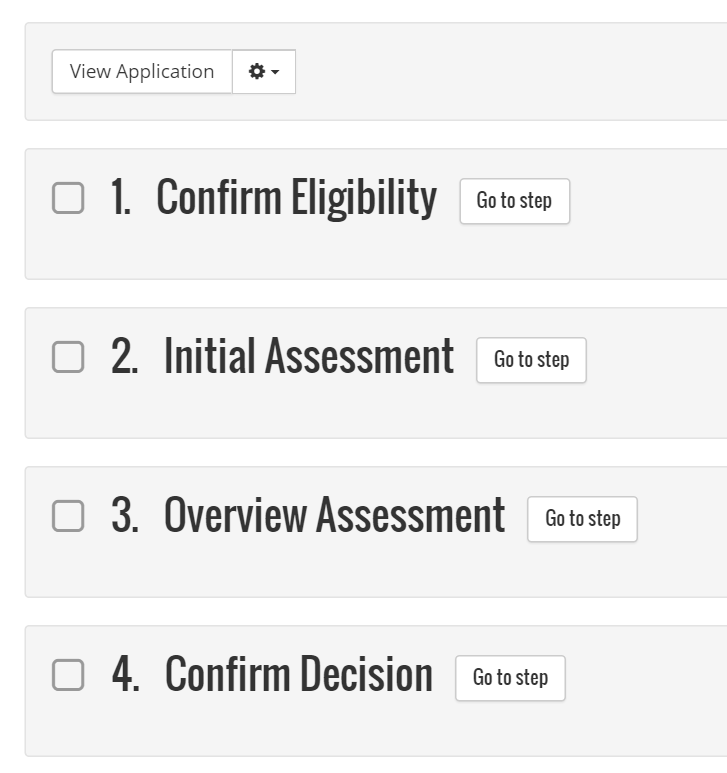 View Application
1. Confirm Eligibility Go to step
2. Initial Assessment Go to step
3. Overview Assessment Go to step
4. Confirm Decision Go to step